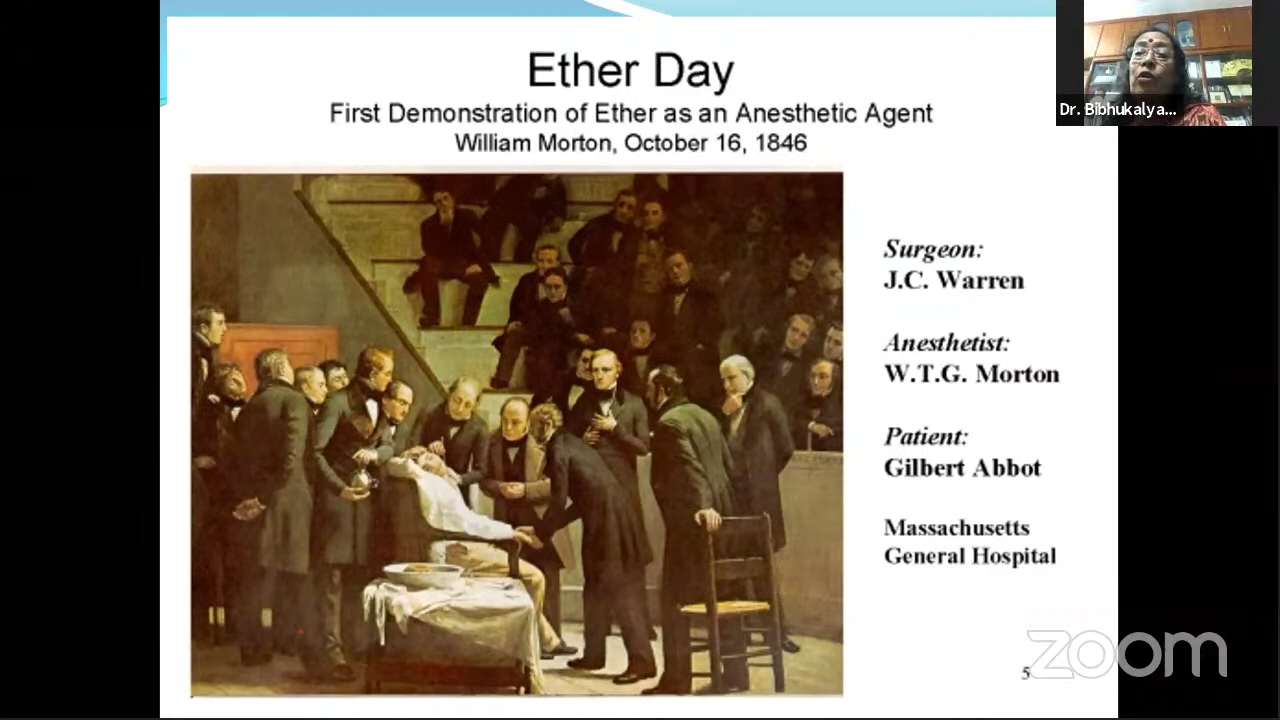 Ether Day
First Demonstration of Ether as an Anesthetic Agent
William Morton, October 16, 1846
Dr. Bibhukalya...
Surgeon:
J.C. Warren
Anesthetist:
W.T.G. Morton
Patient:
Gilbert Abbot
Massachusetts
General Hospital
5
zoom